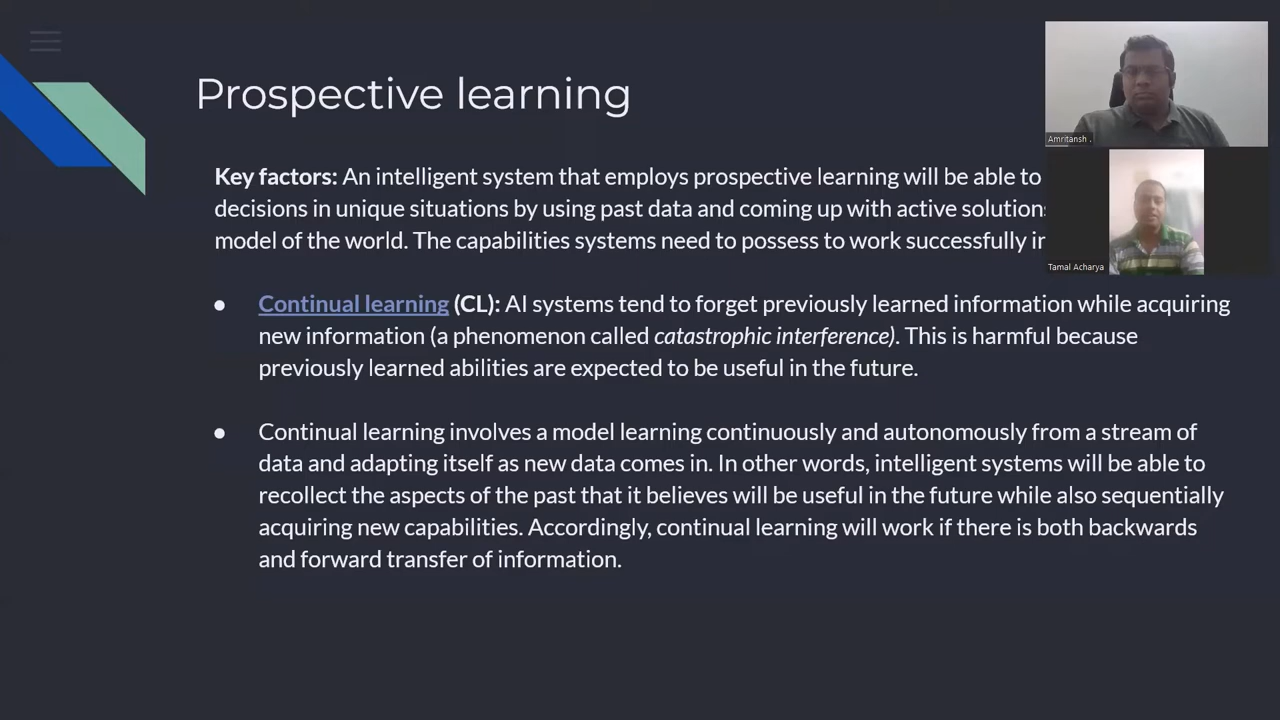 Prospective learning
Amritansh .
Key factors: An intelligent system that employs prospective learning will be able to
decisions in unique situations by using past data and coming up with active solution
model of the world. The capabilities systems need to possess to work successfully in
Tamal Acharya
● Continual learning (CL): AI systems tend to forget previously learned information while acquiring
new information (a phenomenon called catastrophic interference). This is harmful because
previously learned abilities are expected to be useful in the future.
● Continual learning involves a model learning continuously and autonomously from a stream of
data and adapting itself as new data comes in. In other words, intelligent systems will be able to
recollect the aspects of the past that it believes will be useful in the future while also sequentially
acquiring new capabilities. Accordingly, continual learning will work if there is both backwards
and forward transfer of information.